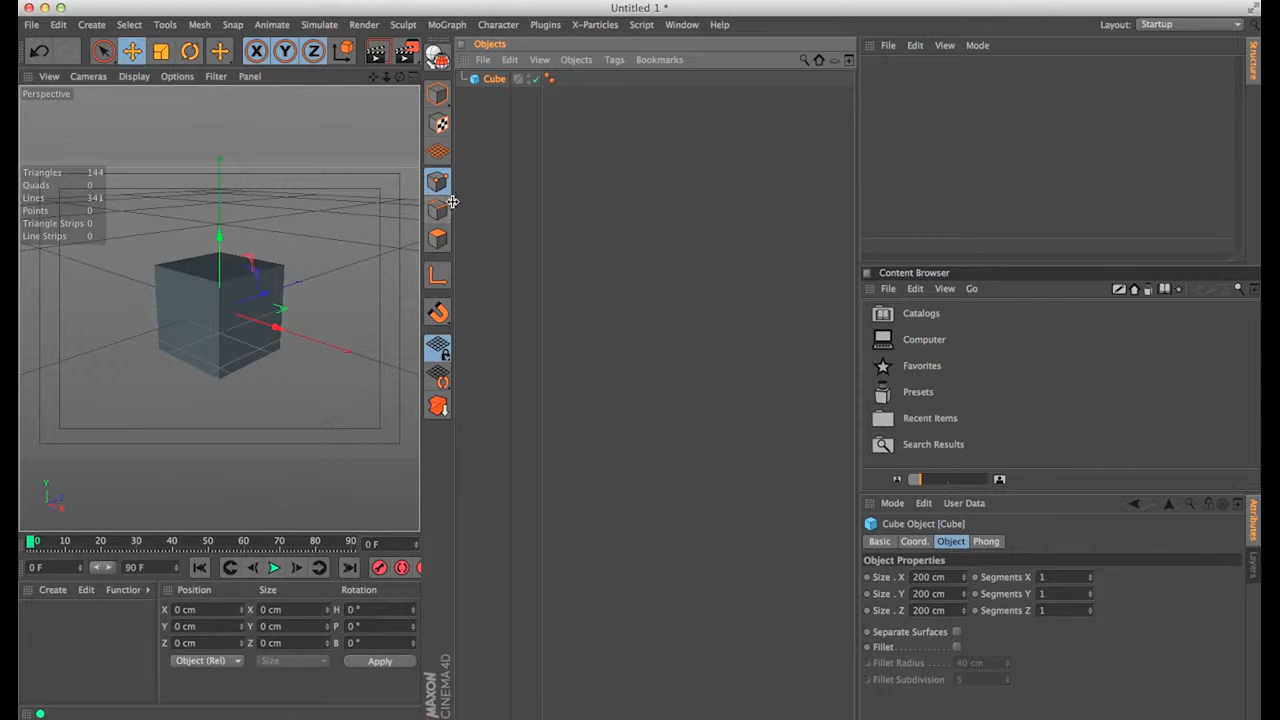 Untitled 1 *
File Edit Create Select Tools Mesh Snap Animate Simulate Render Sculpt MoGraph Character Plugins X-Particles Script Window Help Layout: Startup
Objects
File Edit View Mode
Structure
File Edit View Objects Tags Bookmarks
View Cameras Display Options Filter Panel
Cube
Perspective
Triangles 144
Quads 0
Lines 341
Points 0
Triangle Strips 0
Line Strips 0
Content Browser
File Edit View Go
Catalogs
Computer
Favorites
Presets
Recent Items
Search Results
Y
Z
X
Mode Edit User Data
Attributes
Layers
Cube Object [Cube]
Basic Coord. Object Phong
Object Properties
Size . X 200 cm Segments X 1
Size . Y 200 cm Segments Y 1
Size . Z 200 cm Segments Z 1
Separate Surfaces
Fillet
Fillet Radius 40 cm
Fillet Subdivision 5
0 10 20 30 40 50 60 70 80 90 0 F
0 F 90 F
Create Edit Functior
Position Size Rotation
X 0 cm X 0 cm H 0 °
Y 0 cm Y 0 cm P 0 °
Z 0 cm Z 0 cm B 0 °
Object (Rel) Size Apply
MAXON
CINEMA 4D